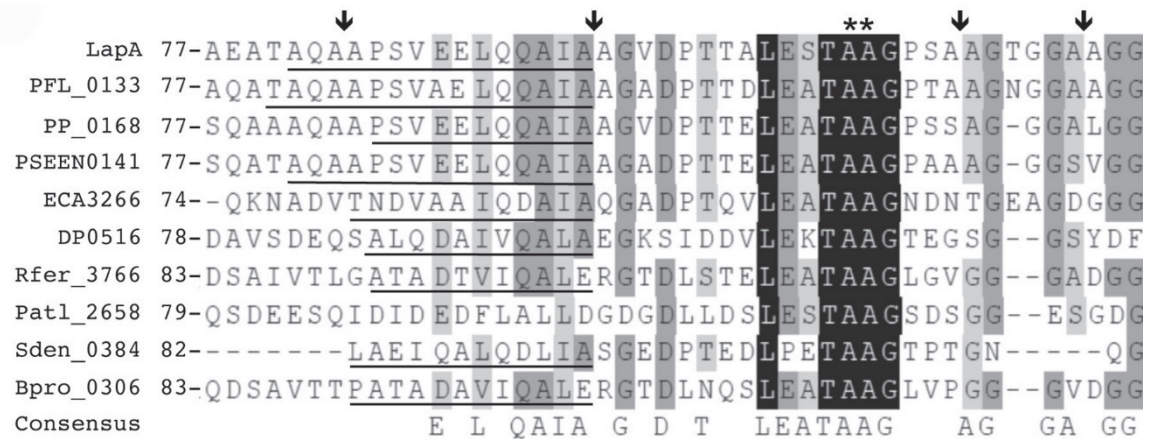 **
LapA 77-AEATAQAAPSVEELQQAIAAGVDPTTALESTAAGPSAAGTGGAAGG
PFL_0133 77-AQATAQAAPSVAELQQAIAAGADPTTDLEATAAGPTAAGNGGAAGG
PP_0168 77-SQAAAQAAPSVEELQQAIAAGVDPTTELEATAAGPSSAG-GGALGG
PSEEN0141 77-SQATAQAAPSVEELQQAIAAGADPTTELEATAAGPAAAG-GGSVGG
ECA3266 74--QKNADVTNDVAAIQDAIAQGADPTQVLEATAAGNDNTGEAGDGGG
DP0516 78-DAVSDEQSALQDAIVQALAEGKSIDDVLEKTAAGTEGSG--GSYDF
Rfer_3766 83-DSAIVTLGATADTVIQALERGTDLSTELEATAAGLGVGG--GADGG
Patl_2658 79-QSDEESQIDIDEDFLALLDGDGDLLDSLESTAAGSDSGG--ESGDG
Sden_0384 82--------LAEIQALQDLIASGEDPTEDLPETAAGTPTGN-----QG
Bpro_0306 83-QDSAVTTPATADAVIQALERGTDLNQSLEATAAGLVPGG--GVDGG
Consensus E L QAIA G D T LEATAAG AG GA GG